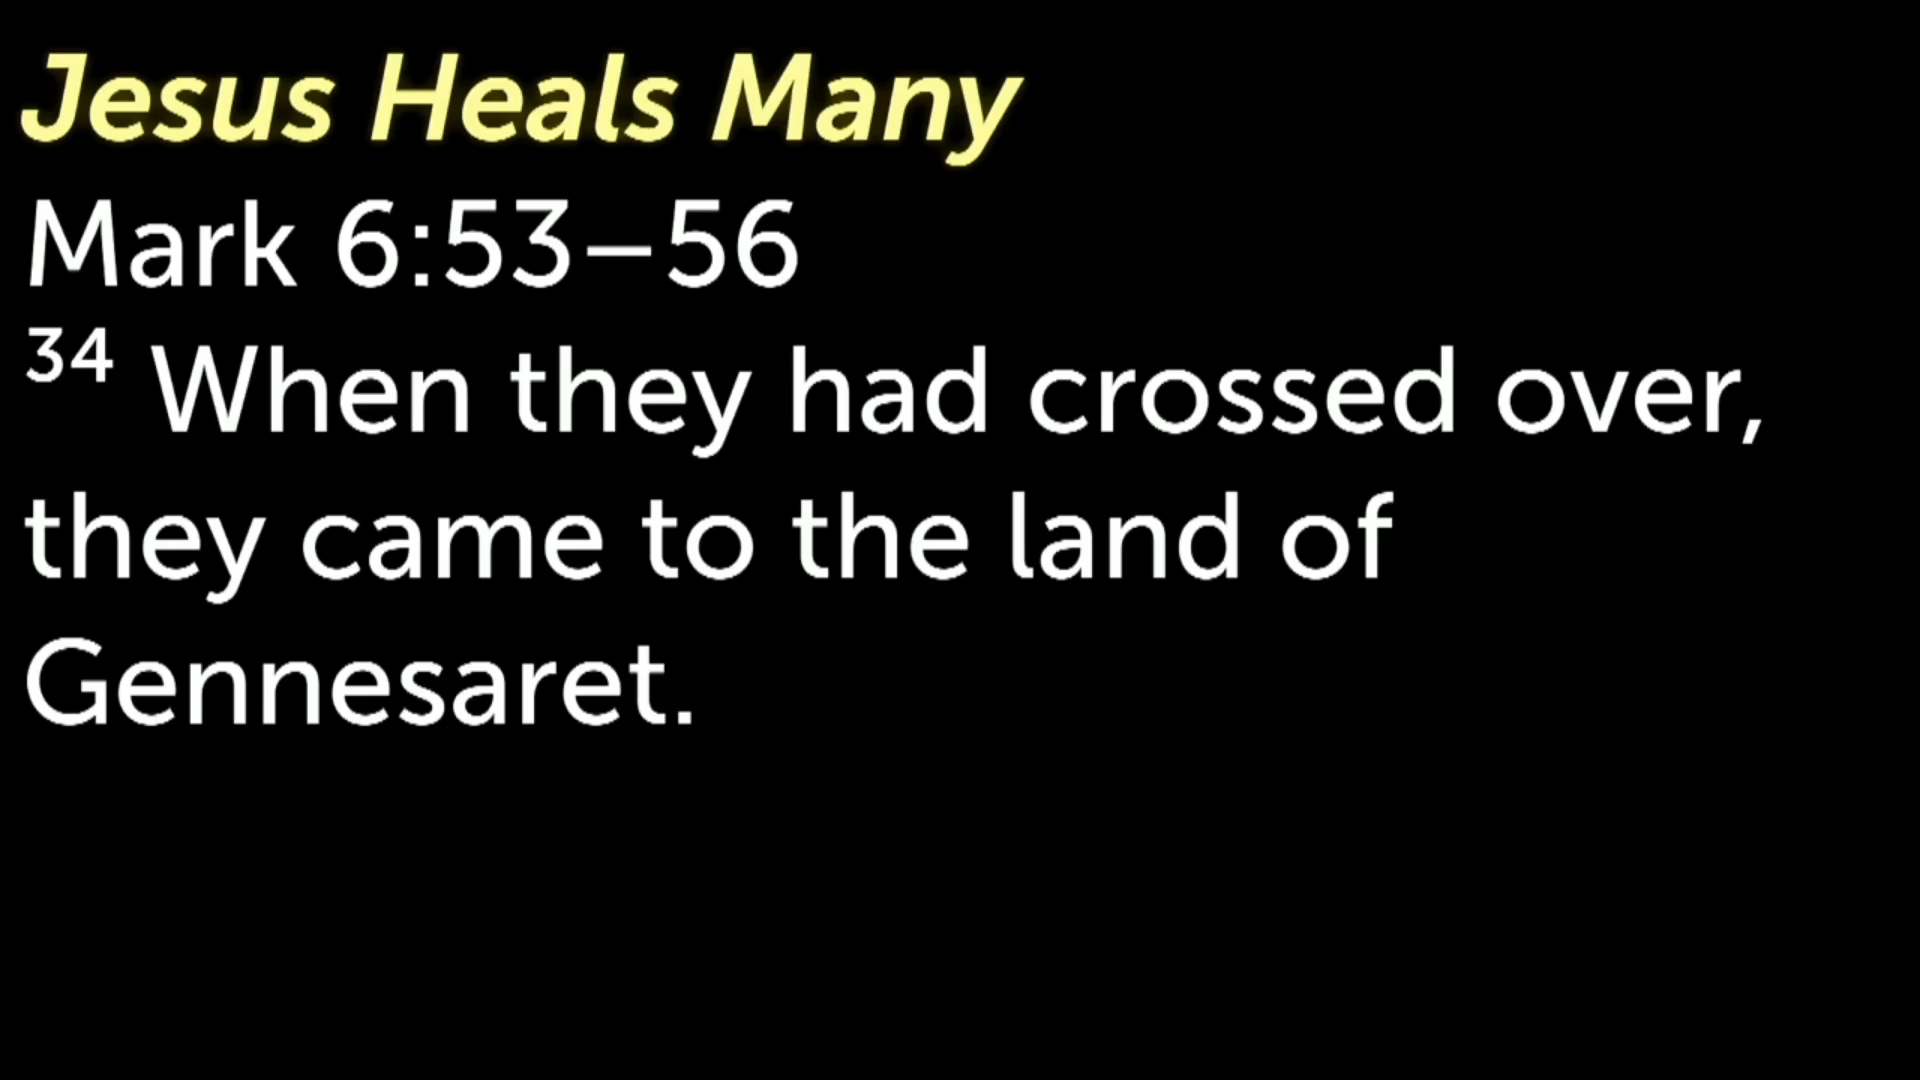 Jesus Heals Many
Mark 6:53–56
34 When they had crossed over,
they came to the land of
Gennesaret.